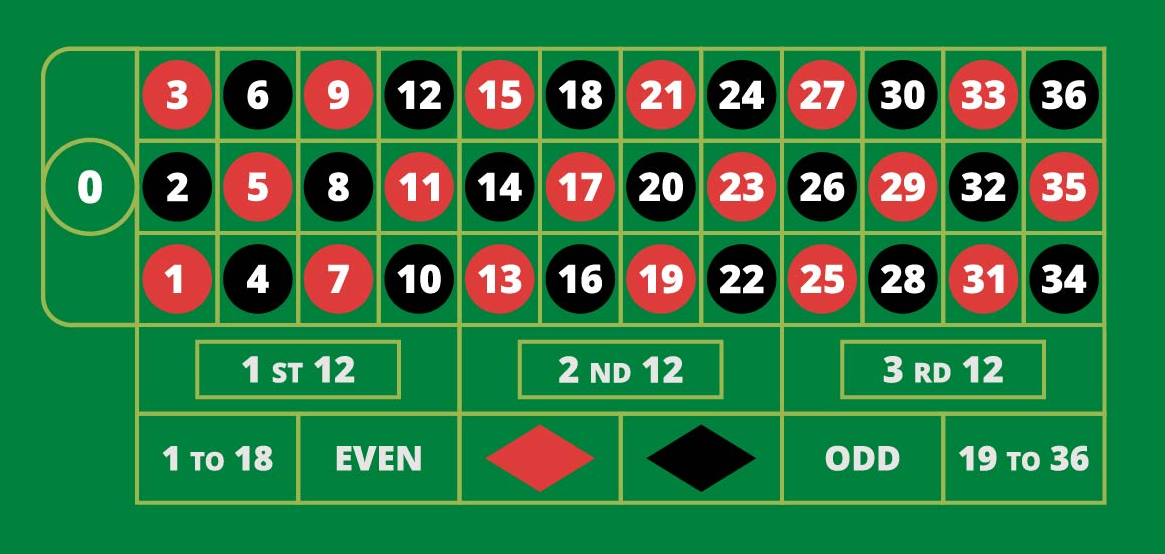 3 6 9 12 15 18 21 24 27 30 33 36
0 2 5 8 11 14 17 20 23 26 29 32 35
1 4 7 10 13 16 19 22 25 28 31 34
1 ST 12 2 ND 12 3 RD 12
1 TO 18 EVEN ODD 19 TO 36